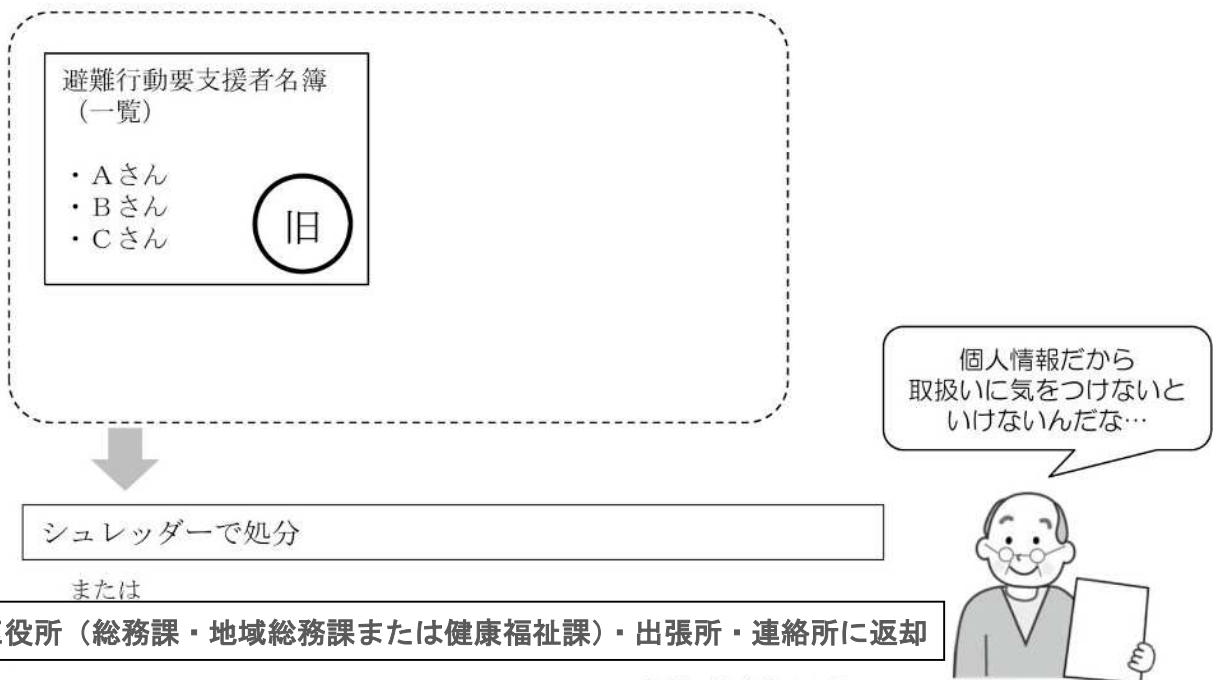 避難行動要支援者名簿
(一覧)
・Aさん
・Bさん
・Cさん
旧
個人情報だから
取扱いに気をつけないと
いけないんだな…
シュレッダーで処分
または
役所（総務課・地域総務課または健康福祉課）・出張所・連絡所に返却